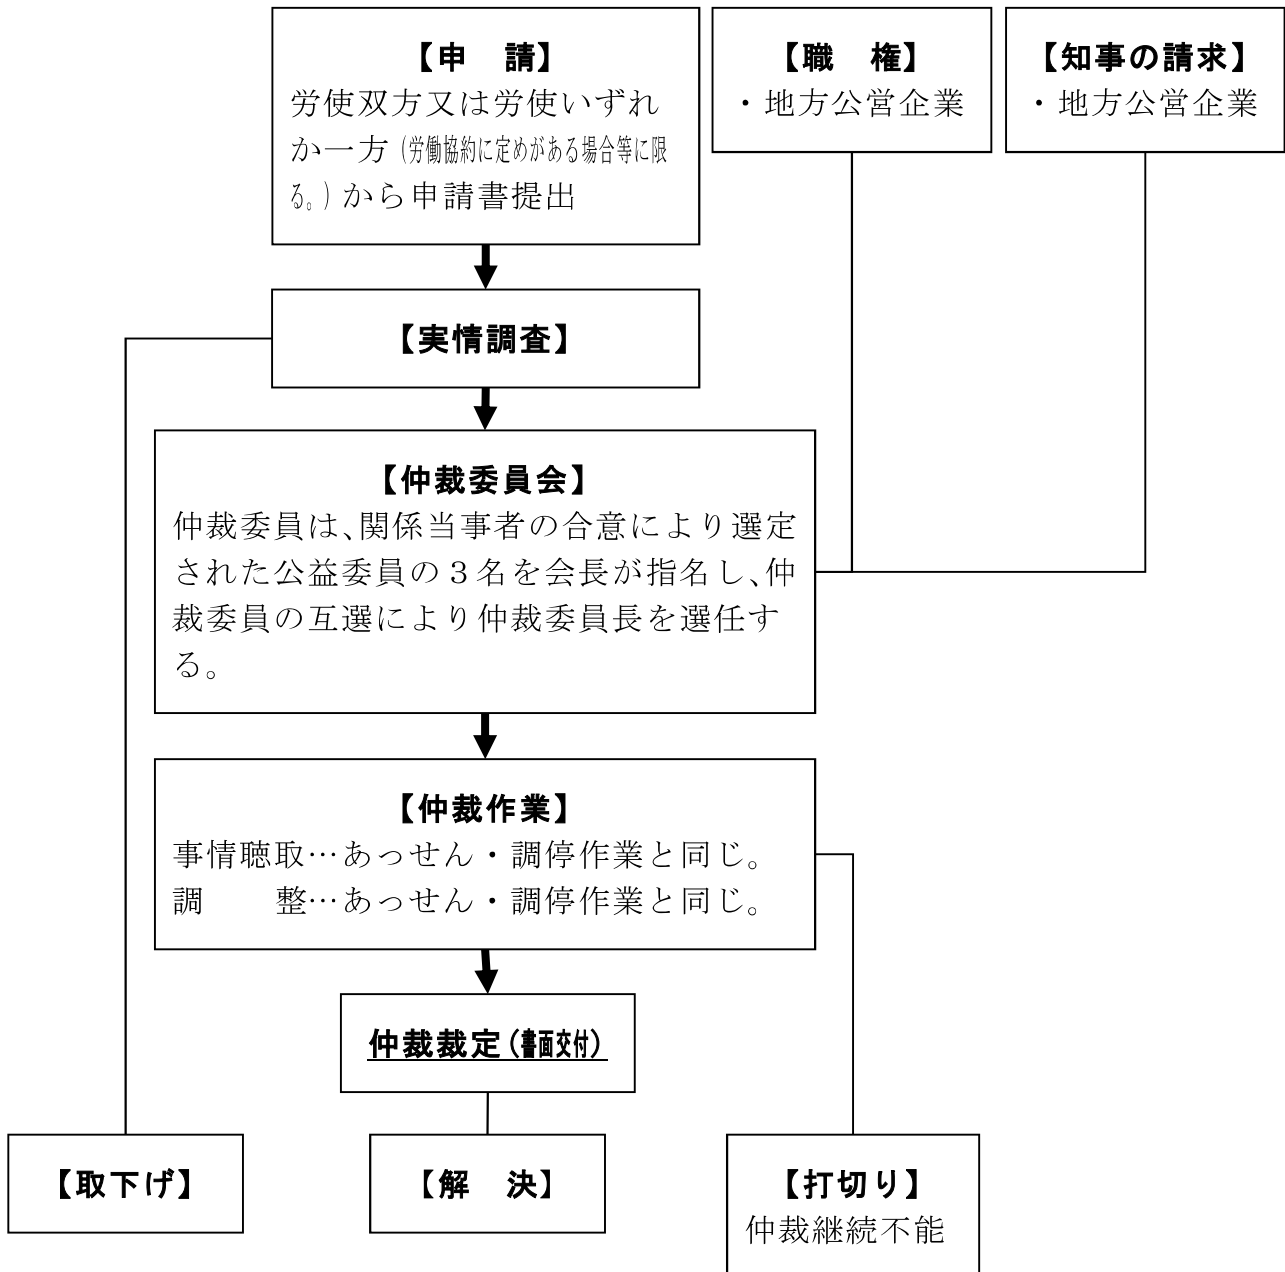 【申　請】
労使双方又は労使いずれ
か一方（労働協約に定めがある場合等に限
る。）から申請書提出
【職　権】
・地方公営企業
【知事の請求】
・地方公営企業
【実情調査】
【仲裁委員会】
仲裁委員は、関係当事者の合意により選定
された公益委員の３名を会長が指名し、仲
裁委員の互選により仲裁委員長を選任す
る。
【仲裁作業】
事情聴取…あっせん・調停作業と同じ。
調　　整…あっせん・調停作業と同じ。
仲裁裁定（書面交付）
【取下げ】
【解　決】
【打切り】
仲裁継続不能